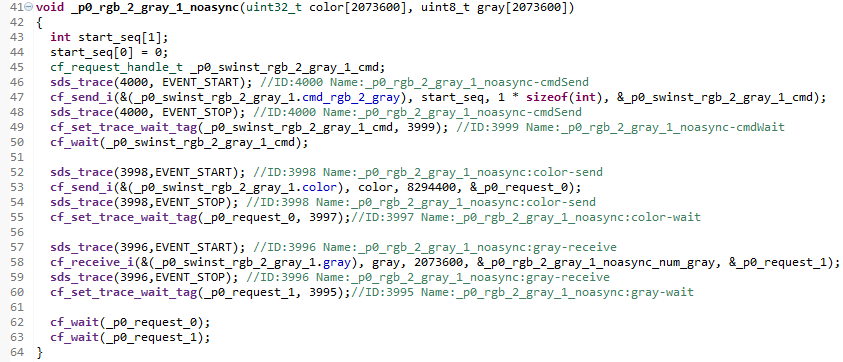 41 void _p0_rgb_2_gray_1_noasync(uint32_t color[2073600], uint8_t gray[2073600])
42 {
43 int start_seq[1];
44 start_seq[0] = 0;
45 cf_request_handle_t _p0_swinst_rgb_2_gray_1_cmd;
46 sds_trace(4000, EVENT_START); //ID:4000 Name:_p0_rgb_2_gray_1_noasync-cmdSend
47 cf_send_i(&(_p0_swinst_rgb_2_gray_1.cmd_rgb_2_gray), start_seq, 1 * sizeof(int), &_p0_swinst_rgb_2_gray_1_cmd);
48 sds_trace(4000, EVENT_STOP); //ID:4000 Name:_p0_rgb_2_gray_1_noasync-cmdSend
49 cf_set_trace_wait_tag(_p0_swinst_rgb_2_gray_1_cmd, 3999); //ID:3999 Name:_p0_rgb_2_gray_1_noasync-cmdWait
50 cf_wait(_p0_swinst_rgb_2_gray_1_cmd);
51
52 sds_trace(3998,EVENT_START); //ID:3998 Name:_p0_rgb_2_gray_1_noasync:color-send
53 cf_send_i(&(_p0_swinst_rgb_2_gray_1.color), color, 8294400, &_p0_request_0);
54 sds_trace(3998,EVENT_STOP); //ID:3998 Name:_p0_rgb_2_gray_1_noasync:color-send
55 cf_set_trace_wait_tag(_p0_request_0, 3997);//ID:3997 Name:_p0_rgb_2_gray_1_noasync:color-wait
56
57 sds_trace(3996,EVENT_START); //ID:3996 Name:_p0_rgb_2_gray_1_noasync:gray-receive
58 cf_receive_i(&(_p0_swinst_rgb_2_gray_1.gray), gray, 2073600, &_p0_rgb_2_gray_1_noasync_num_gray, &_p0_request_1);
59 sds_trace(3996,EVENT_STOP); //ID:3996 Name:_p0_rgb_2_gray_1_noasync:gray-receive
60 cf_set_trace_wait_tag(_p0_request_1, 3995);//ID:3995 Name:_p0_rgb_2_gray_1_noasync:gray-wait
61
62 cf_wait(_p0_request_0);
63 cf_wait(_p0_request_1);
64 }